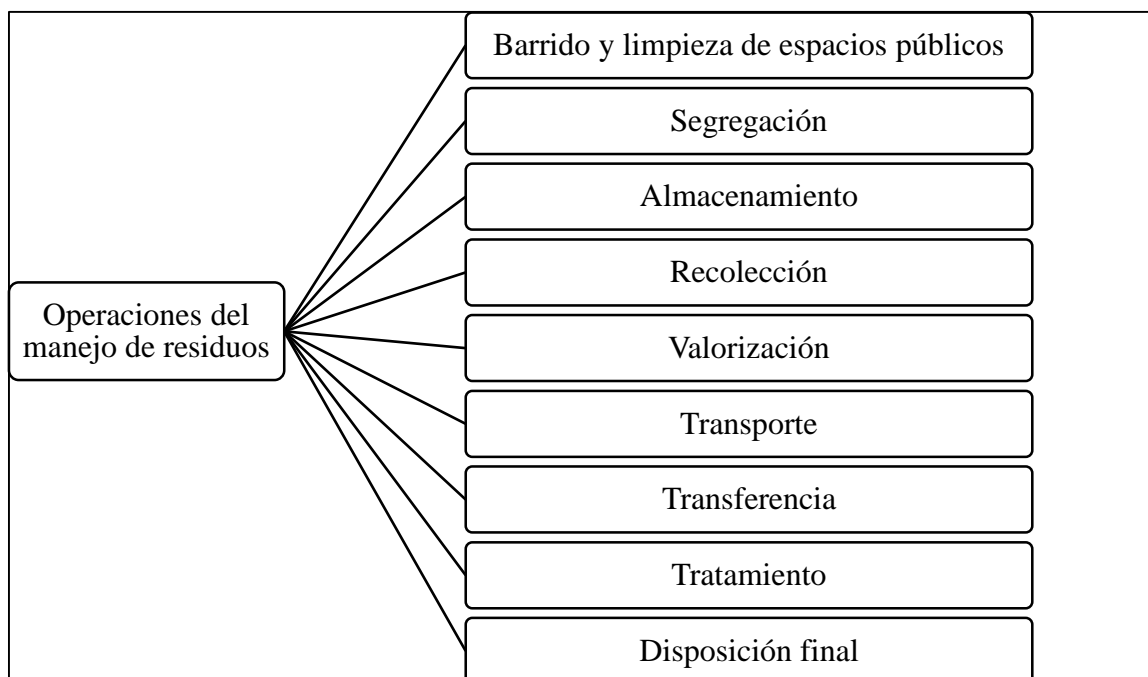 Barrido y limpieza de espacios públicos
Segregación
Almacenamiento
Recolección
Operaciones del
manejo de residuos
Valorización
Transporte
Transferencia
Tratamiento
Disposición final